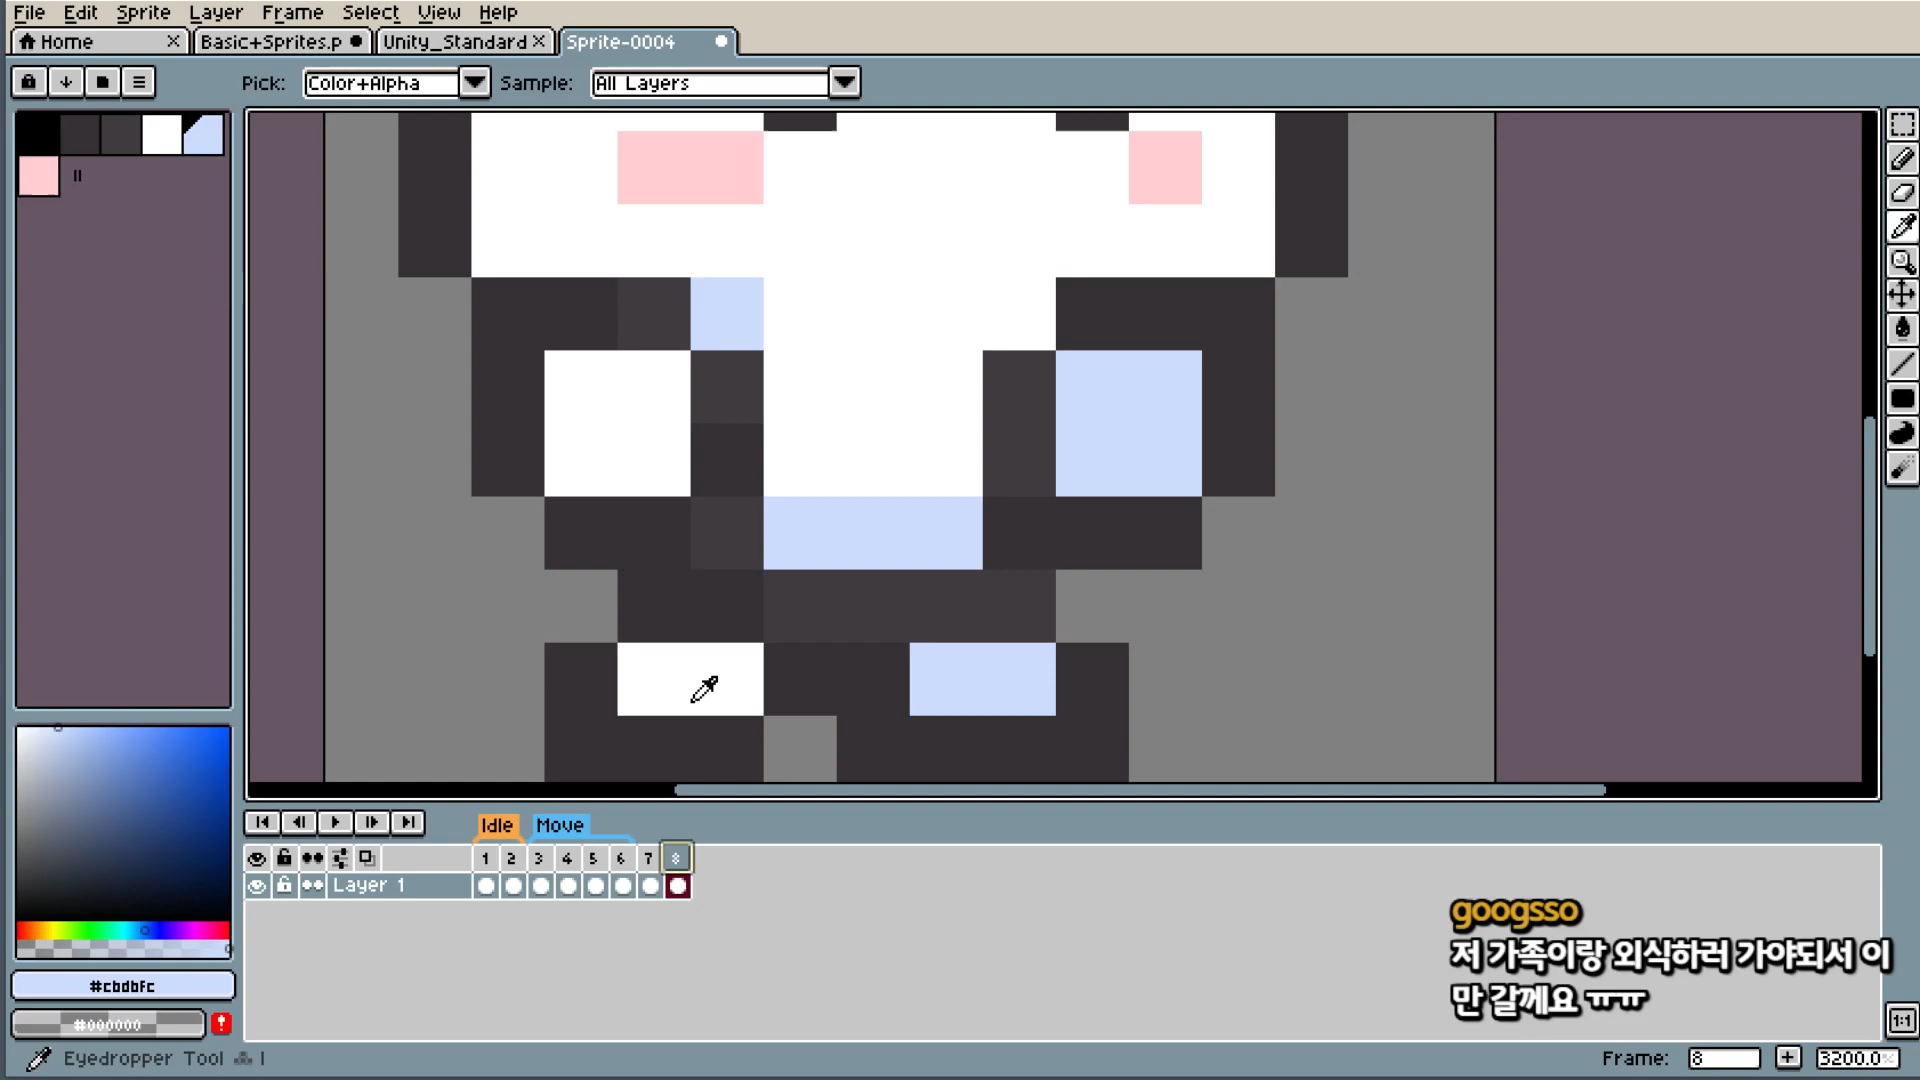 File Edit Sprite Layer Frame Select View Help
Home Basic+Sprites.p Unity_Standard Sprite-0004
Pick: Color+Alpha Sample: All Layers
Idle Move
1 2 3 4 5 6 7 8
Layer 1
googsso
저 가족이랑 외식하러 가야되서 이
만 갈께요 ㅠㅠ
#cbdbfc
#000000
1:1
Eyedropper Tool I
Frame: 8 3200.0%